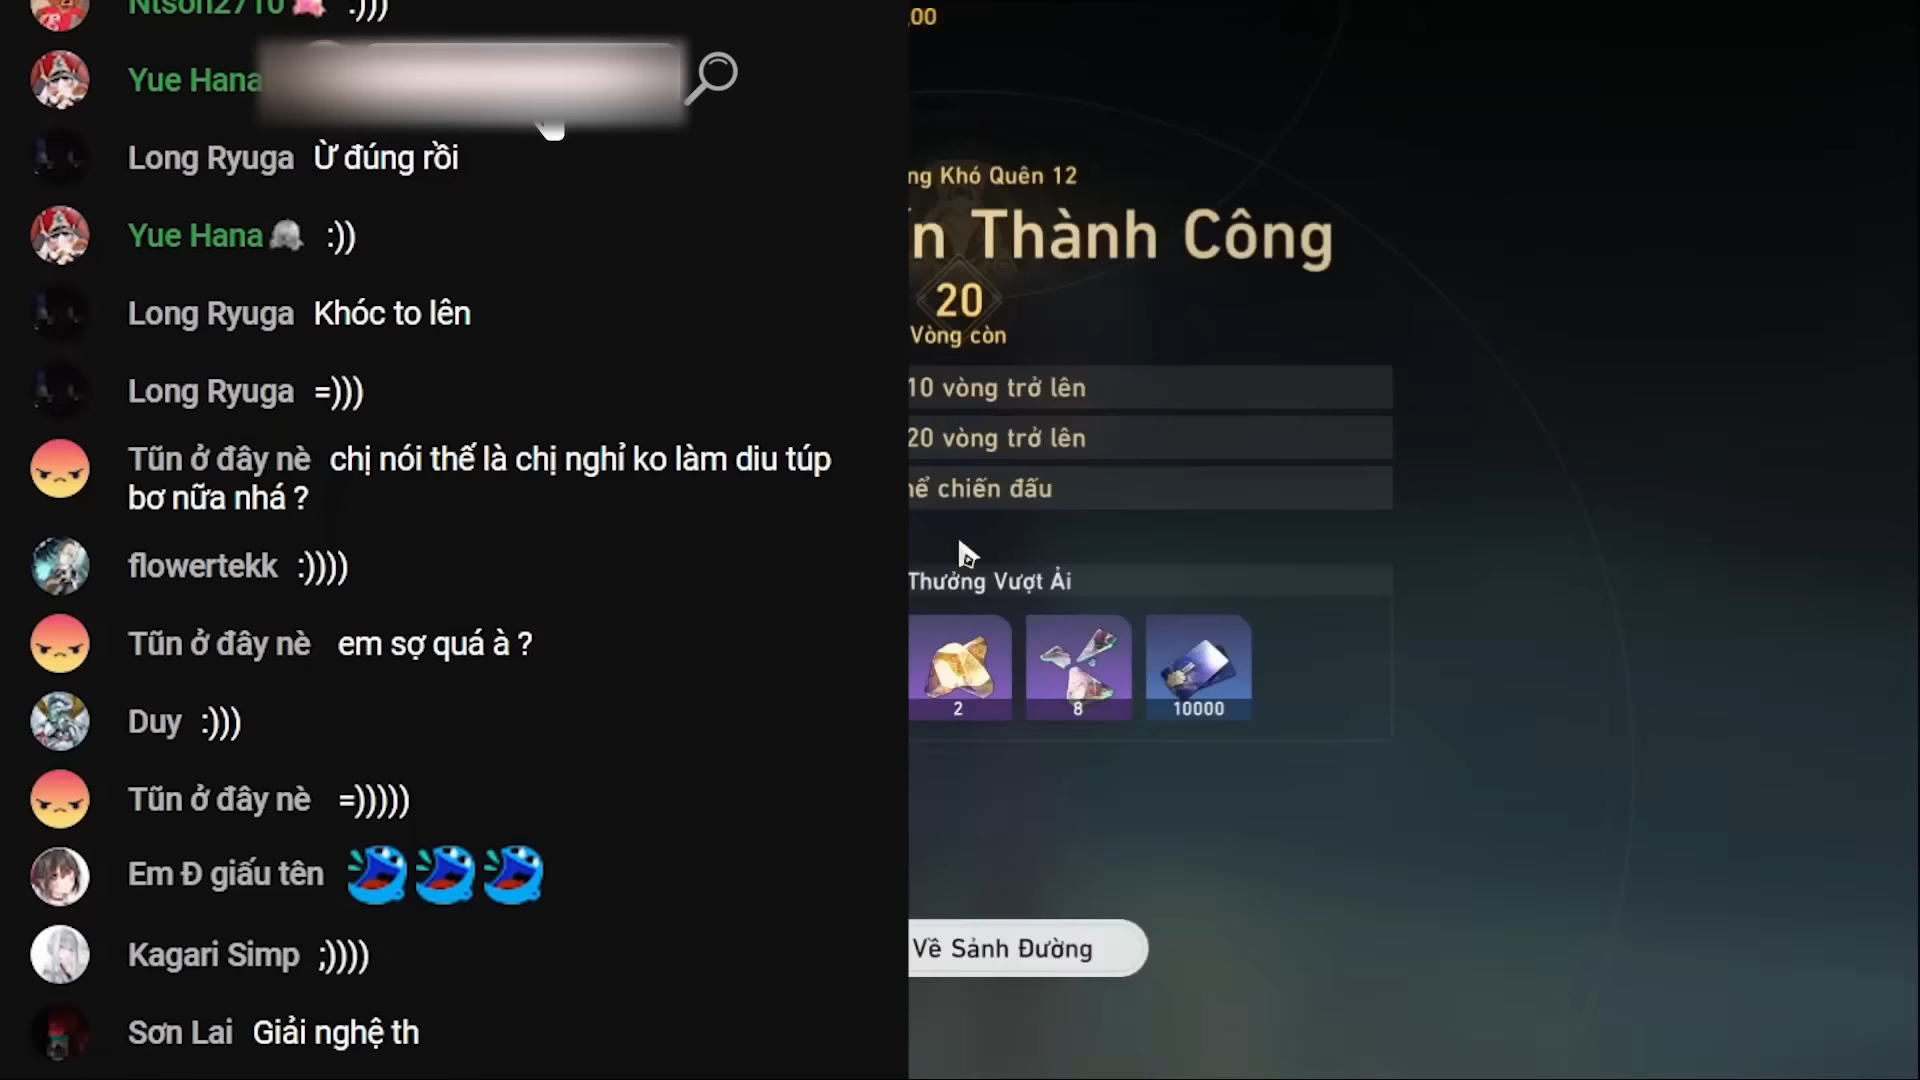 Ntson2710 :)))
Yue Hana
Long Ryuga Ừ đúng rồi
Yue Hana :))
Long Ryuga Khóc to lên
Long Ryuga =)))
Tũn ở đây nè chị nói thế là chị nghỉ ko làm diu túp
bơ nữa nhá ?
flowertekk :))))
Tũn ở đây nè em sợ quá à ?
Duy :)))
Tũn ở đây nè =)))))
Em Đ giấu tên
Kagari Simp ;))))
Sơn Lai Giải nghệ th
,00
ng Khó Quên 12
n Thành Công
20
Vòng còn
10 vòng trở lên
20 vòng trở lên
chiến đấu
Thưởng Vượt Ải
2
8
10000
Về Sảnh Đường